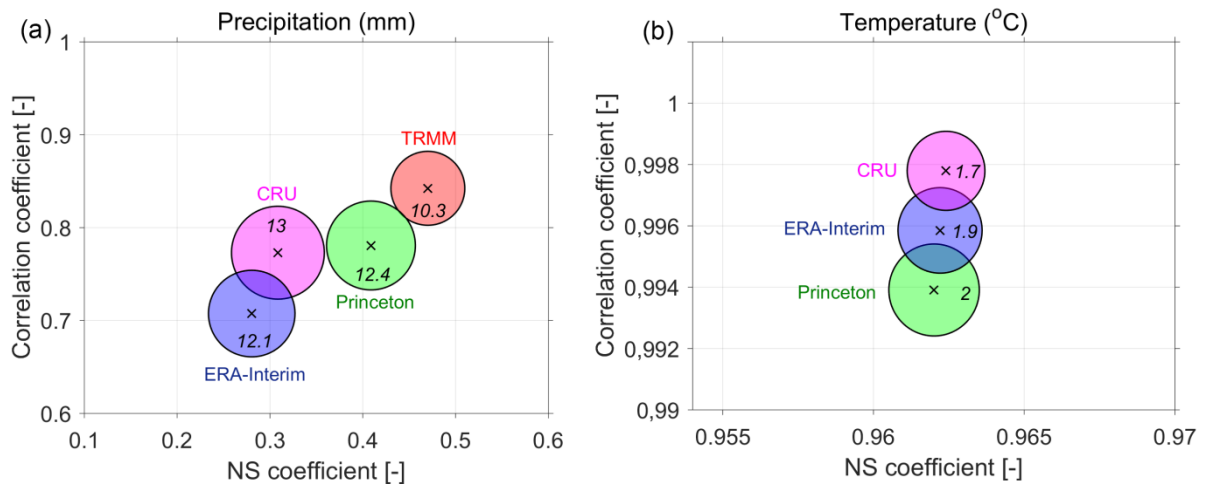 (a)
Precipitation (mm)
Correlation coefficient [-]
1
0.9
0.8
0.7
0.6
TRMM
10.3
CRU
13
12.4
Princeton
12.1
ERA-Interim
0.1
0.2
0.3
0.4
0.5
0.6
NS coefficient [-]
(b)
Temperature (°C)
Correlation coefficient [-]
1
0,998
0,996
0,994
0,992
0,99
CRU
1.7
ERA-Interim
1.9
Princeton
2
0.955
0.96
0.965
0.97
NS coefficient [-]